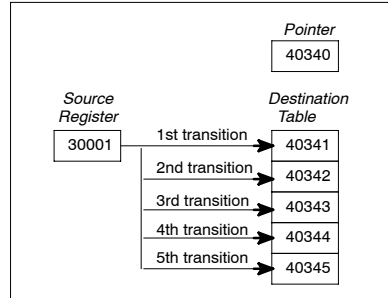 Pointer
40340
Source
Register
Destination
Table
30001
1st transition
40341
2nd transition
40342
3rd transition
40343
4th transition
40344
5th transition
40345